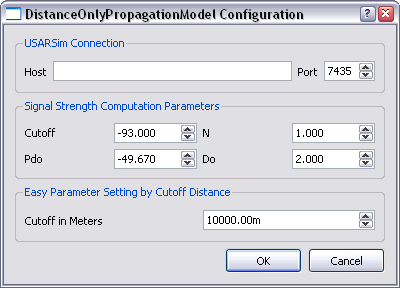 DistanceOnlyPropagationModel Configuration
USARSim Connection
Host Port 7435
Signal Strength Computation Parameters
Cutoff -93.000 N 1.000
Pdo -49.670 Do 2.000
Easy Parameter Setting by Cutoff Distance
Cutoff in Meters 10000.00m
OK Cancel